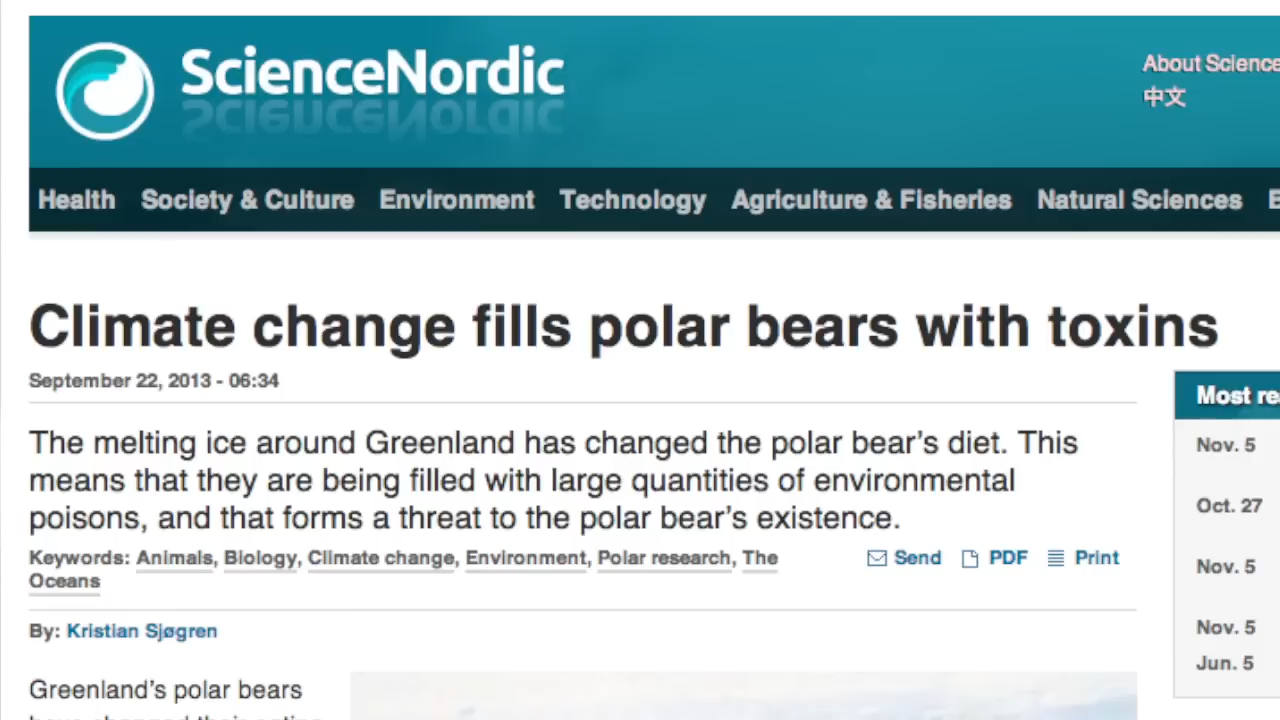 ScienceNordic
About Science
中文
Health Society & Culture Environment Technology Agriculture & Fisheries Natural Sciences
Climate change fills polar bears with toxins
September 22, 2013 - 06:34
Most re
The melting ice around Greenland has changed the polar bear's diet. This
means that they are being filled with large quantities of environmental
poisons, and that forms a threat to the polar bear's existence.
Keywords: Animals, Biology, Climate change, Environment, Polar research, The
Oceans
Send PDF Print
By: Kristian Sjøgren
Greenland's polar bears
Nov. 5
Oct. 27
Nov. 5
Nov. 5
Jun. 5